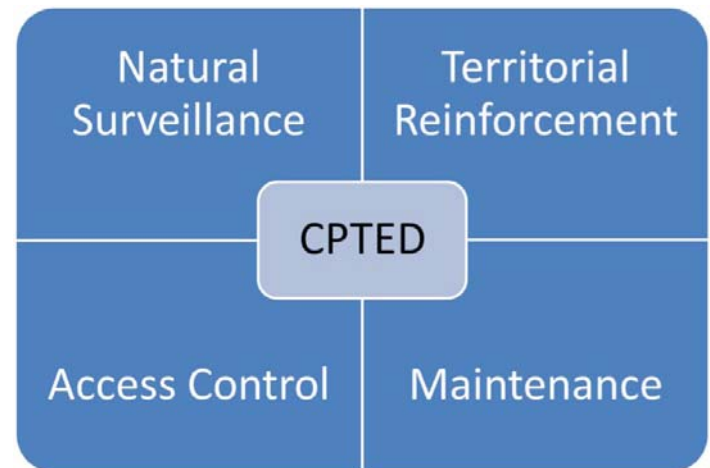 Natural
Surveillance
Territorial
Reinforcement
CPTED
Access Control
Maintenance